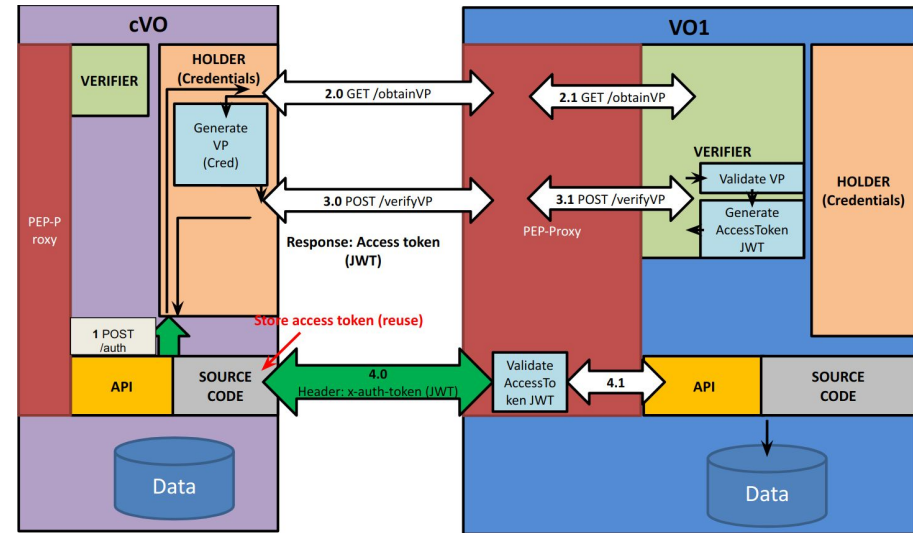 cVO
VO1
VERIFIER
HOLDER
(Credentials)
2.0 GET /obtainVP
2.1 GET /obtainVP
Generate
VP
(Cred)
VERIFIER
Validate VP
HOLDER
(Credentials)
PEP-P
roxy
3.0 POST /verifyVP
3.1 POST /verifyVP
Generate
AccessToken
JWT
PEP-Proxy
Response: Access token
(JWT)
Store access token (reuse)
1 POST
/auth
API
SOURCE
CODE
4.0
Header: x-auth-token (JWT)
Validate
AccessTo
ken JWT
4.1
API
SOURCE
CODE
Data
Data